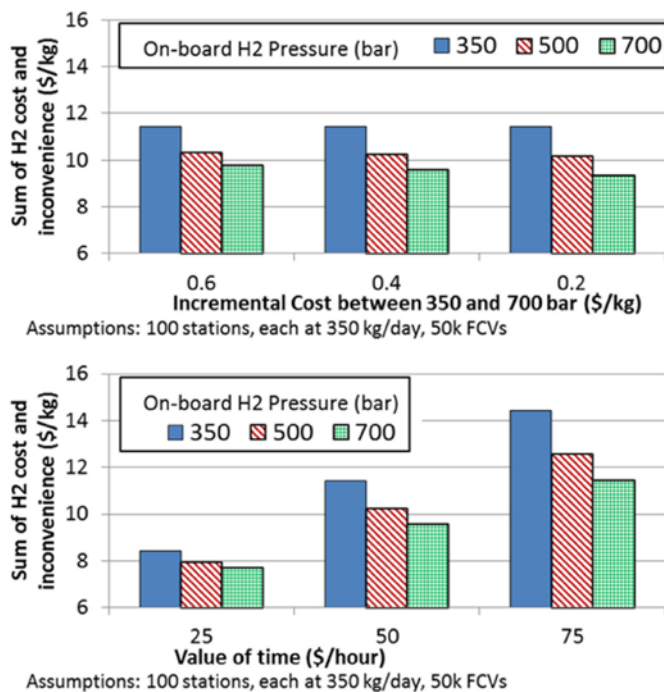 16
14
12
10
8
6
Sum of H2 cost and
inconvenience ($/kg)
On-board H2 Pressure (bar) 350 500 700
0.6 0.4 0.2
Incremental Cost between 350 and 700 bar ($/kg)
Assumptions: 100 stations, each at 350 kg/day, 50k FCVs
16
14
12
10
8
6
Sum of H2 cost and
inconvenience ($/kg)
On-board H2 Pressure (bar)
350 500 700
25 50 75
Value of time ($/hour)
Assumptions: 100 stations, each at 350 kg/day, 50k FCVs